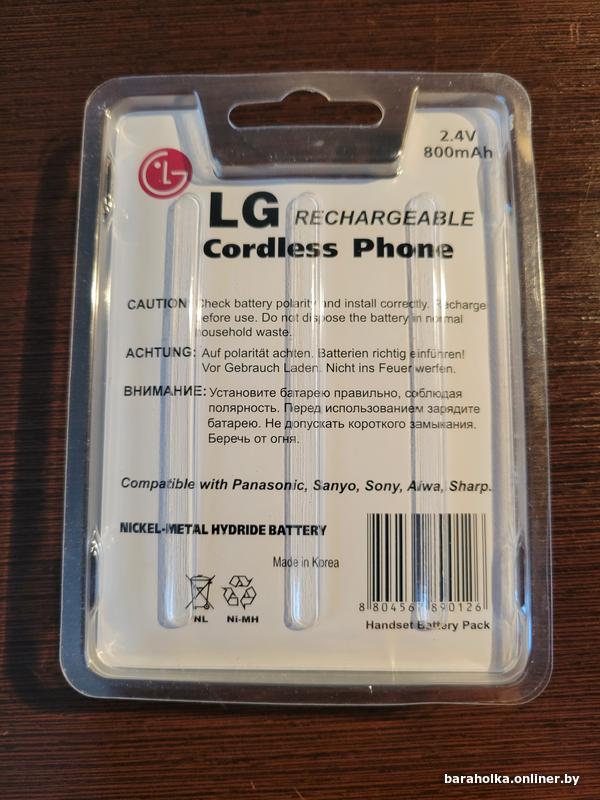 2.4V
800mAh
LG
LG RECHARGEABLE
Cordless Phone
CAUTION: Check battery polarity and install correctly. Recharge
before use. Do not dispose the battery in normal
household waste.
ACHTUNG: Auf polarität achten. Batterien richtig einführen!
Vor Gebrauch Laden. Nicht ins Feuer werfen.
ВНИМАНИЕ: Установите батарею правильно, соблюдая
полярность. Перед использованием зарядите
батарею. Не допускать короткого замыкания.
Беречь от огня.
Compatible with Panasonic, Sanyo, Sony, Aiwa, Sharp.
NICKEL-METAL HYDRIDE BATTERY
Made in Korea
NL Ni-MH
8 804567 890126
Handset Battery Pack
baraholka.onliner.by